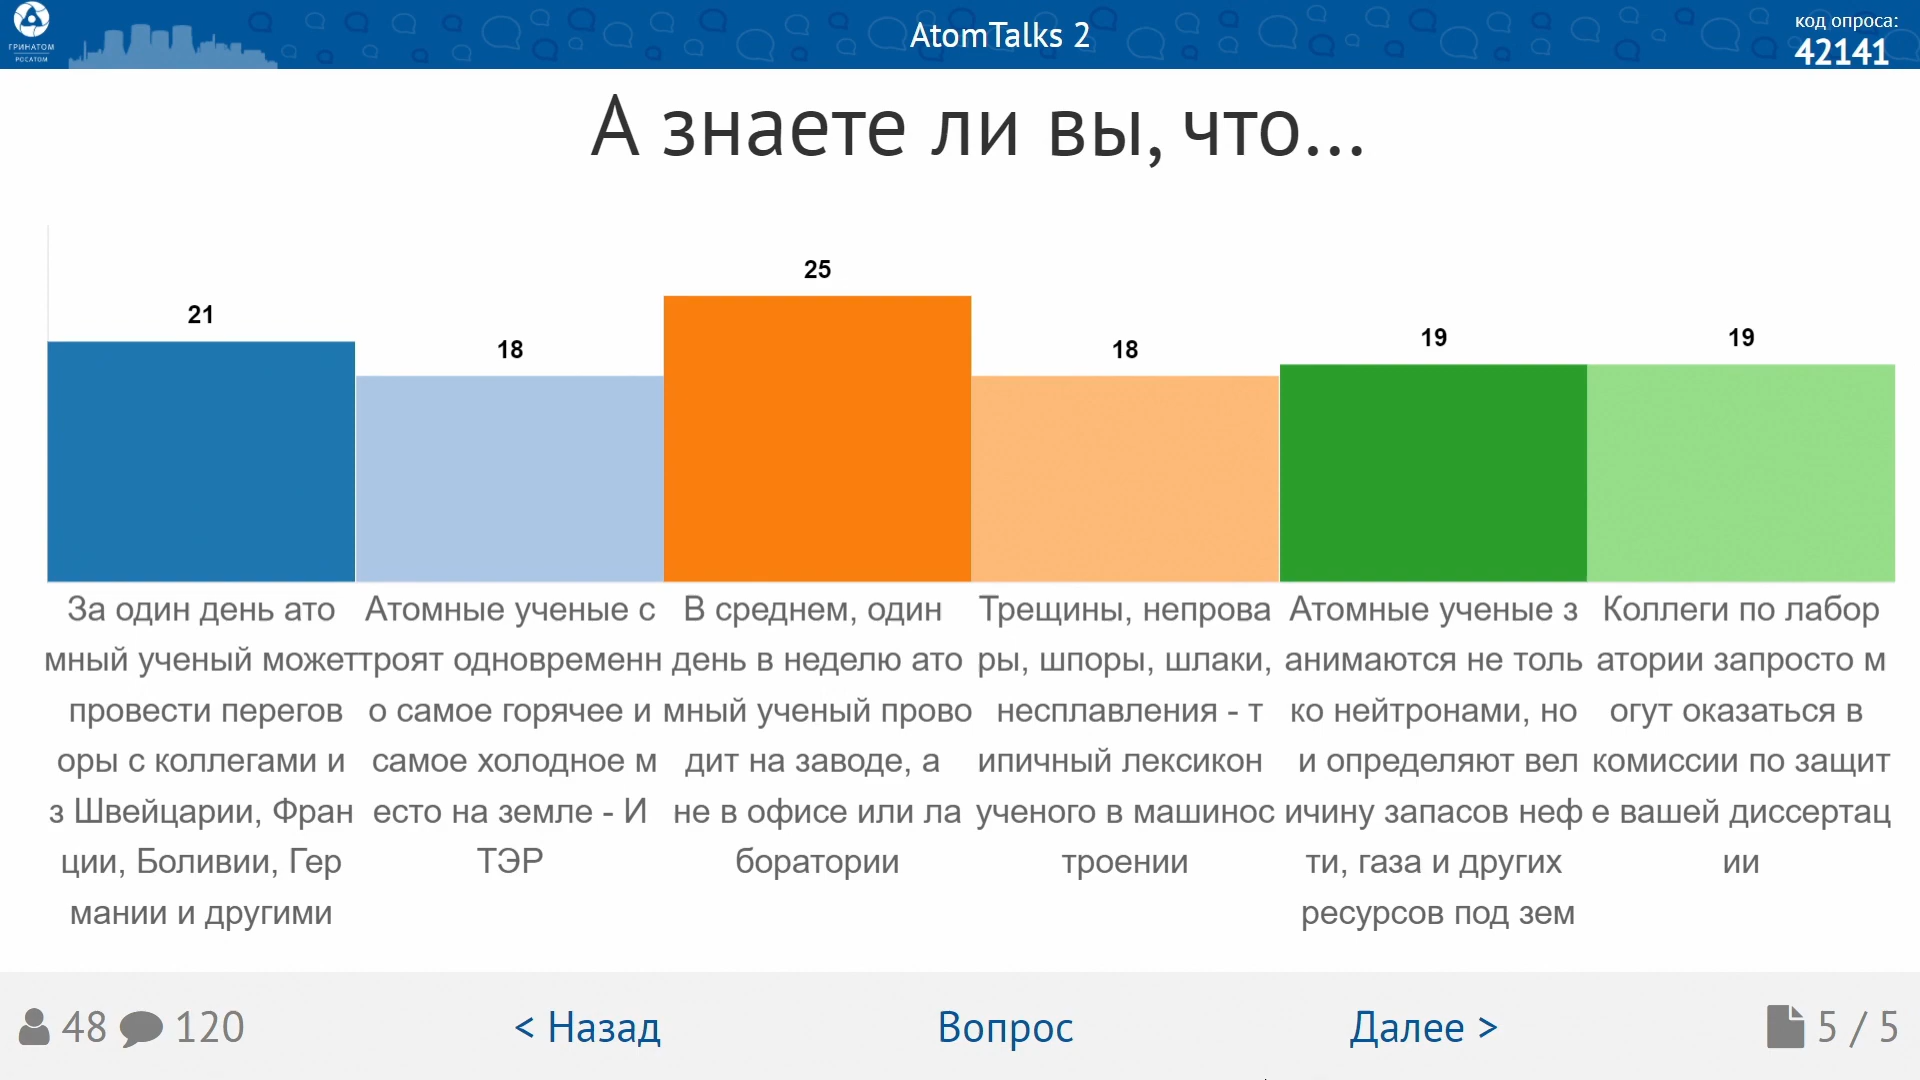 ГРИНАТОМ
РОСАТОМ
AtomTalks 2
код опроса:
42141
А знаете ли вы, что...
21
18
25
18
19
19
За один день ато
мный ученый может
провести перегов
оры с коллегами и
з Швейцарии, Фран
ции, Боливии, Гер
мании и другими
Атомные ученые с
троят одновременн
о самое горячее и
самое холодное м
есто на земле - И
ТЭР
В среднем, один
день в неделю ато
мный ученый прово
дит на заводе, а
не в офисе или ла
боратории
Трещины, непрова
ры, шпоры, шлаки,
несплавления - т
ипичный лексикон
ученого в машинос
троении
Атомные ученые з
анимаются не толь
ко нейтронами, но
и определяют вел
ичину запасов неф
ти, газа и других
ресурсов под зем
Коллеги по лабор
атории запросто м
огут оказаться в
комиссии по защит
е вашей диссертац
ии
48 120
< Назад
Вопрос
Далее >
5 / 5